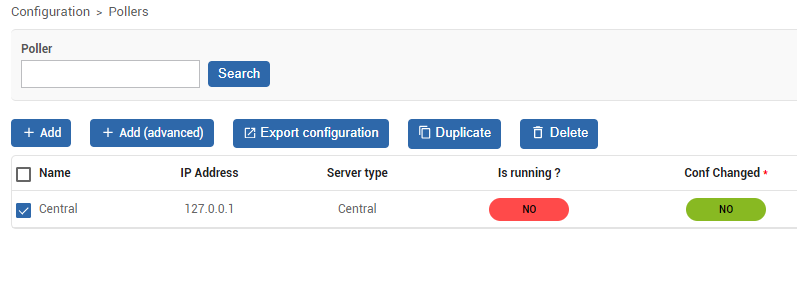 Configuration > Pollers
Poller
Search
Add Add (advanced) Export configuration Duplicate Delete
Name IP Address Server type Is running ? Conf Changed *
Central 127.0.0.1 Central NO NO